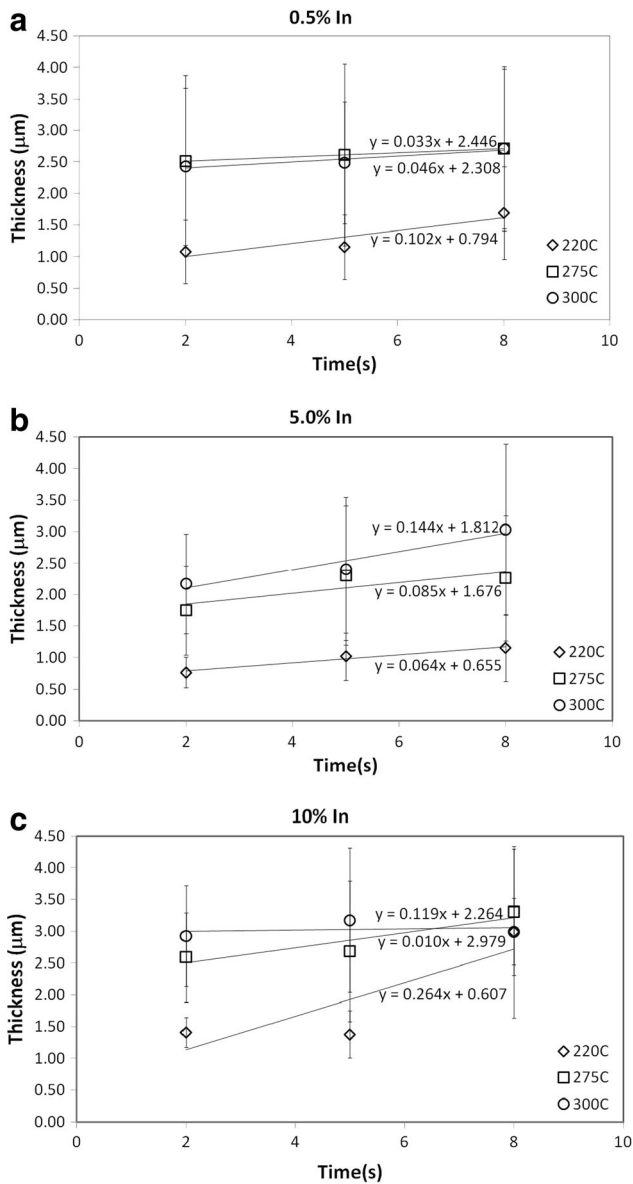 a
0.5% In
4.50
4.00
3.50
3.00
2.50
2.00
1.50
1.00
0.50
0.00
Thickness (μm)
y = 0.033x + 2.446
y = 0.046x + 2.308
y = 0.102x + 0.794
220C
275C
300C
0 2 4 6 8 10
Time(s)
b
5.0% In
4.50
4.00
3.50
3.00
2.50
2.00
1.50
1.00
0.50
0.00
Thickness (μm)
y = 0.144x + 1.812
y = 0.085x + 1.676
y = 0.064x + 0.655
220C
275C
300C
0 2 4 6 8 10
Time(s)
c
10% In
4.50
4.00
3.50
3.00
2.50
2.00
1.50
1.00
0.50
0.00
Thickness (μm)
y = 0.119x + 2.264
y = 0.010x + 2.979
y = 0.264x + 0.607
220C
275C
300C
0 2 4 6 8 10
Time(s)